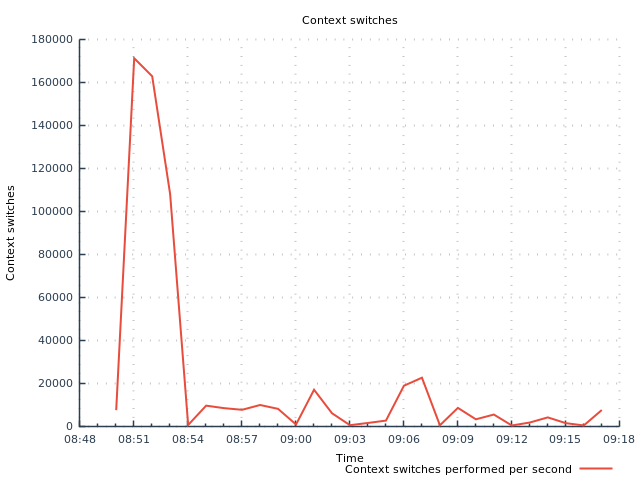 Context switches
180000
160000
140000
120000
100000
80000
60000
40000
20000
0
Context switches
08:48 08:51 08:54 08:57 09:00 09:03 09:06 09:09 09:12 09:15 09:18
Time
Context switches performed per second